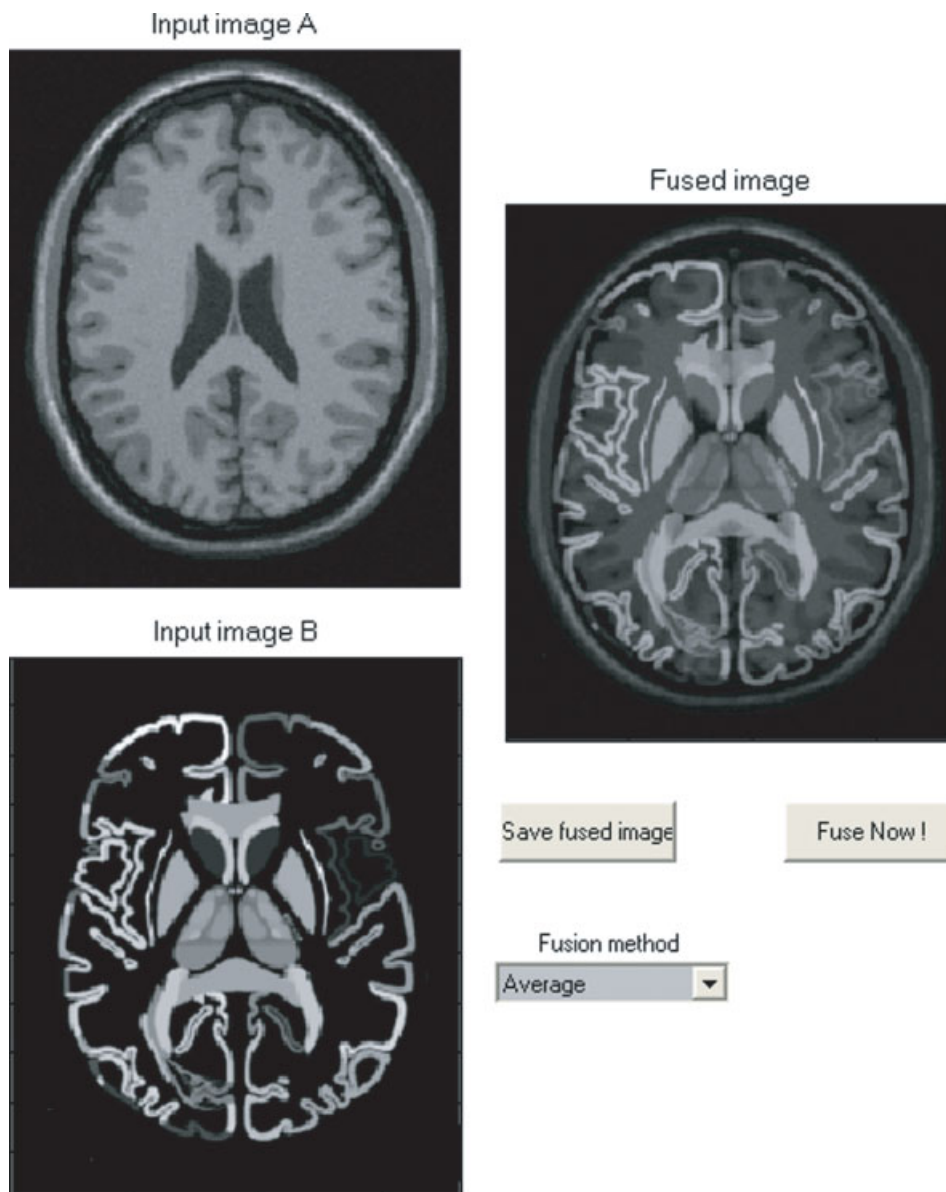 Input image A
Fused image
Input image B
Save fused image
Fuse Now !
Fusion method
Average